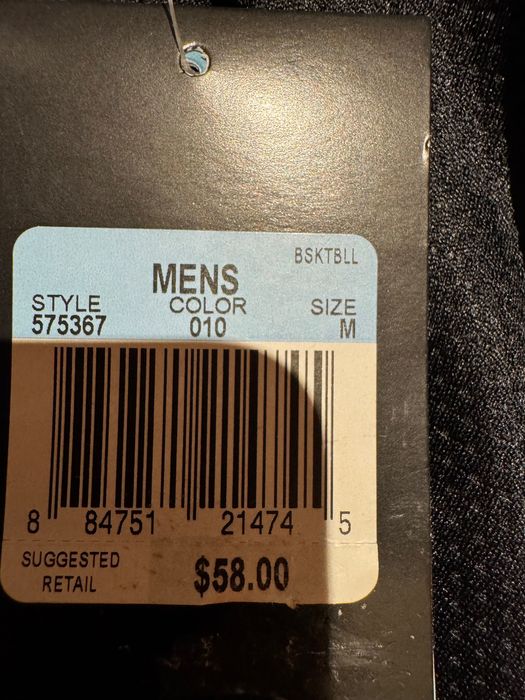 BSKTBLL
MENS
STYLE COLOR SIZE
575367 010 M
8 84751 21474 5
SUGGESTED
RETAIL $58.00